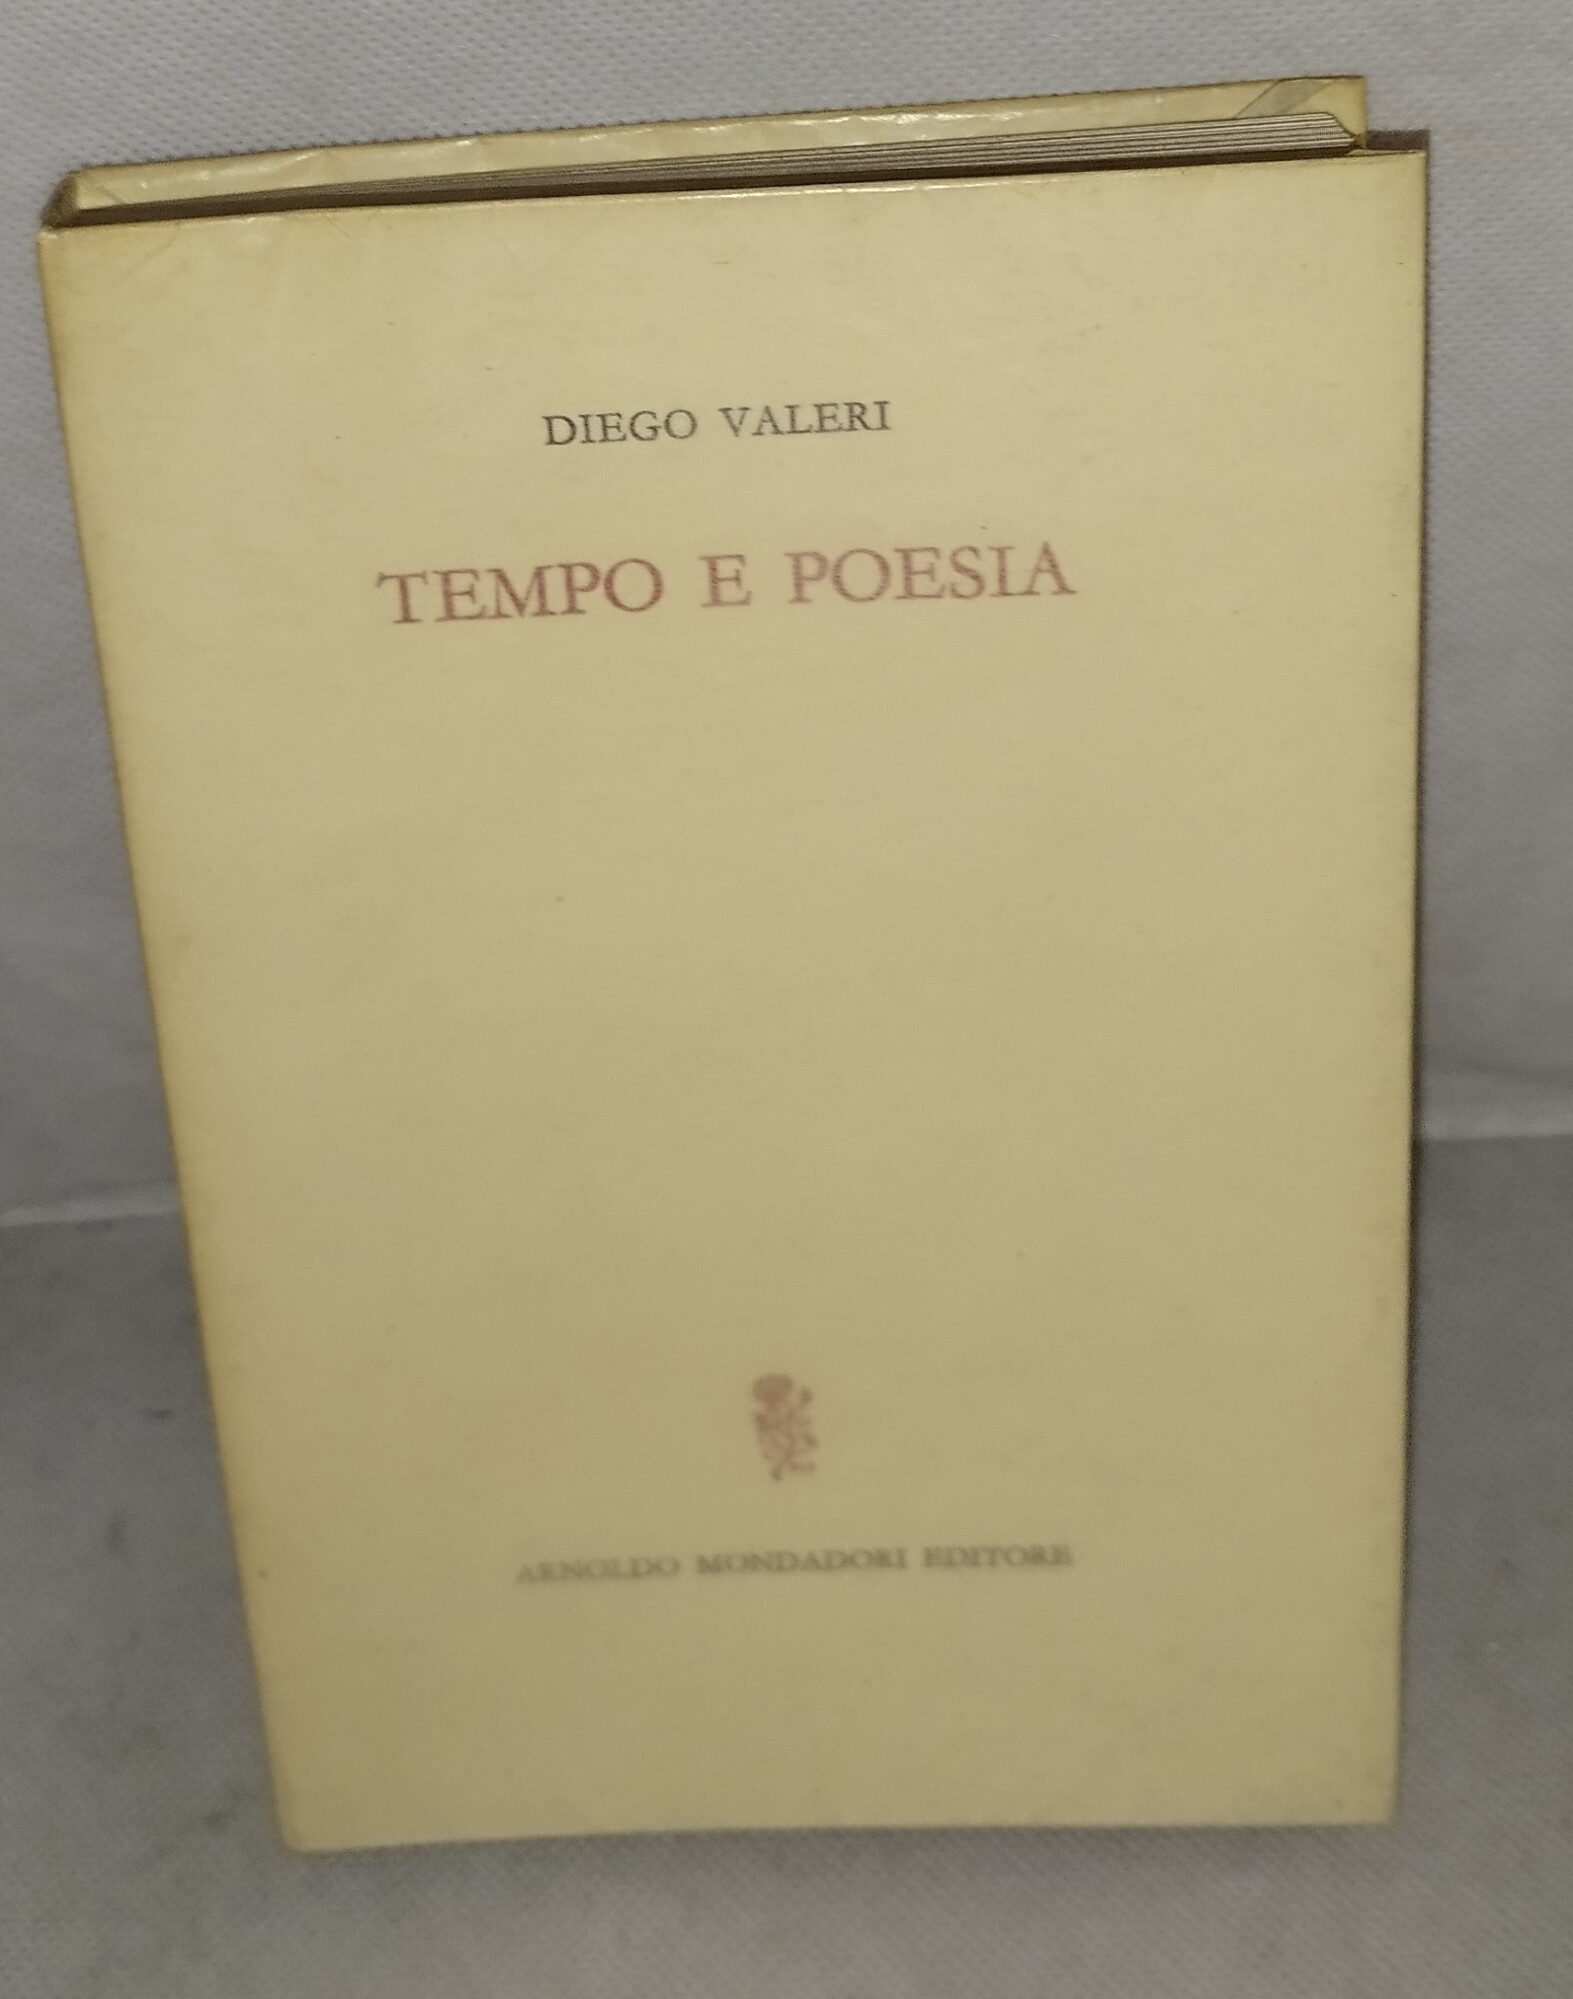 DIEGO VALERI
TEMPO E POESIA
ARNOLDO MONDADORI EDITORE